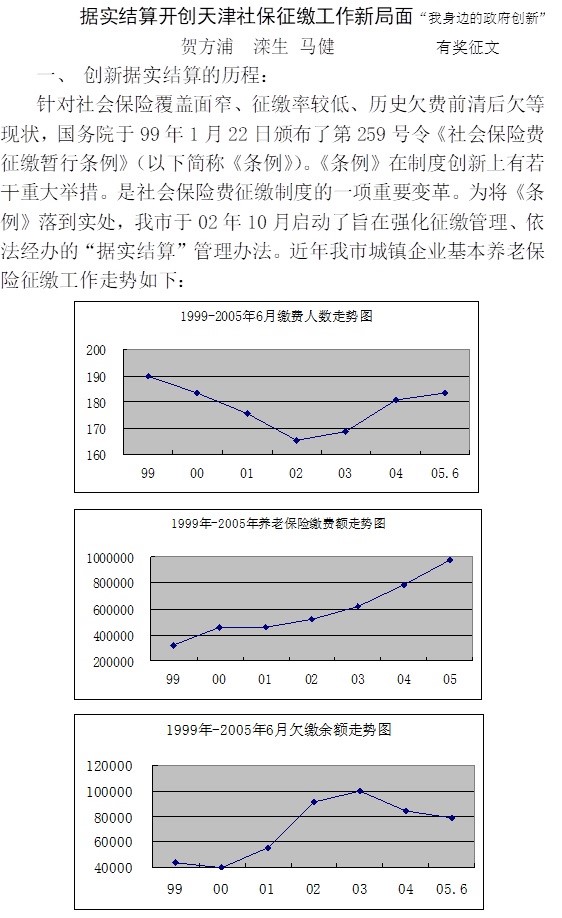 据实结算开创天津社保征缴工作新局面“我身边的政府创新”
贺方浦 滦生 马健 有奖征文
一、 创新据实结算的历程：
针对社会保险覆盖面窄、征缴率较低、历史欠费前清后欠等
现状，国务院于 99 年 1 月 22 日颁布了第 259 号令《社会保险费
征缴暂行条例》（以下简称《条例》）。《条例》在制度创新上有若
干重大举措。是社会保险费征缴制度的一项重要变革。为将《条
例》落到实处，我市于 02 年 10 月启动了旨在强化征缴管理、依
法经办的“据实结算”管理办法。近年我市城镇企业基本养老保
险征缴工作走势如下：
1999-2005年6月缴费人数走势图
200
190
180
170
160
99 00 01 02 03 04 05.6
1999年-2005年养老保险缴费额走势图
1000000
800000
600000
400000
200000
99 00 01 02 03 04 05
1999年-2005年6月欠缴余额走势图
120000
100000
80000
60000
40000
99 00 01 02 03 04 05.6